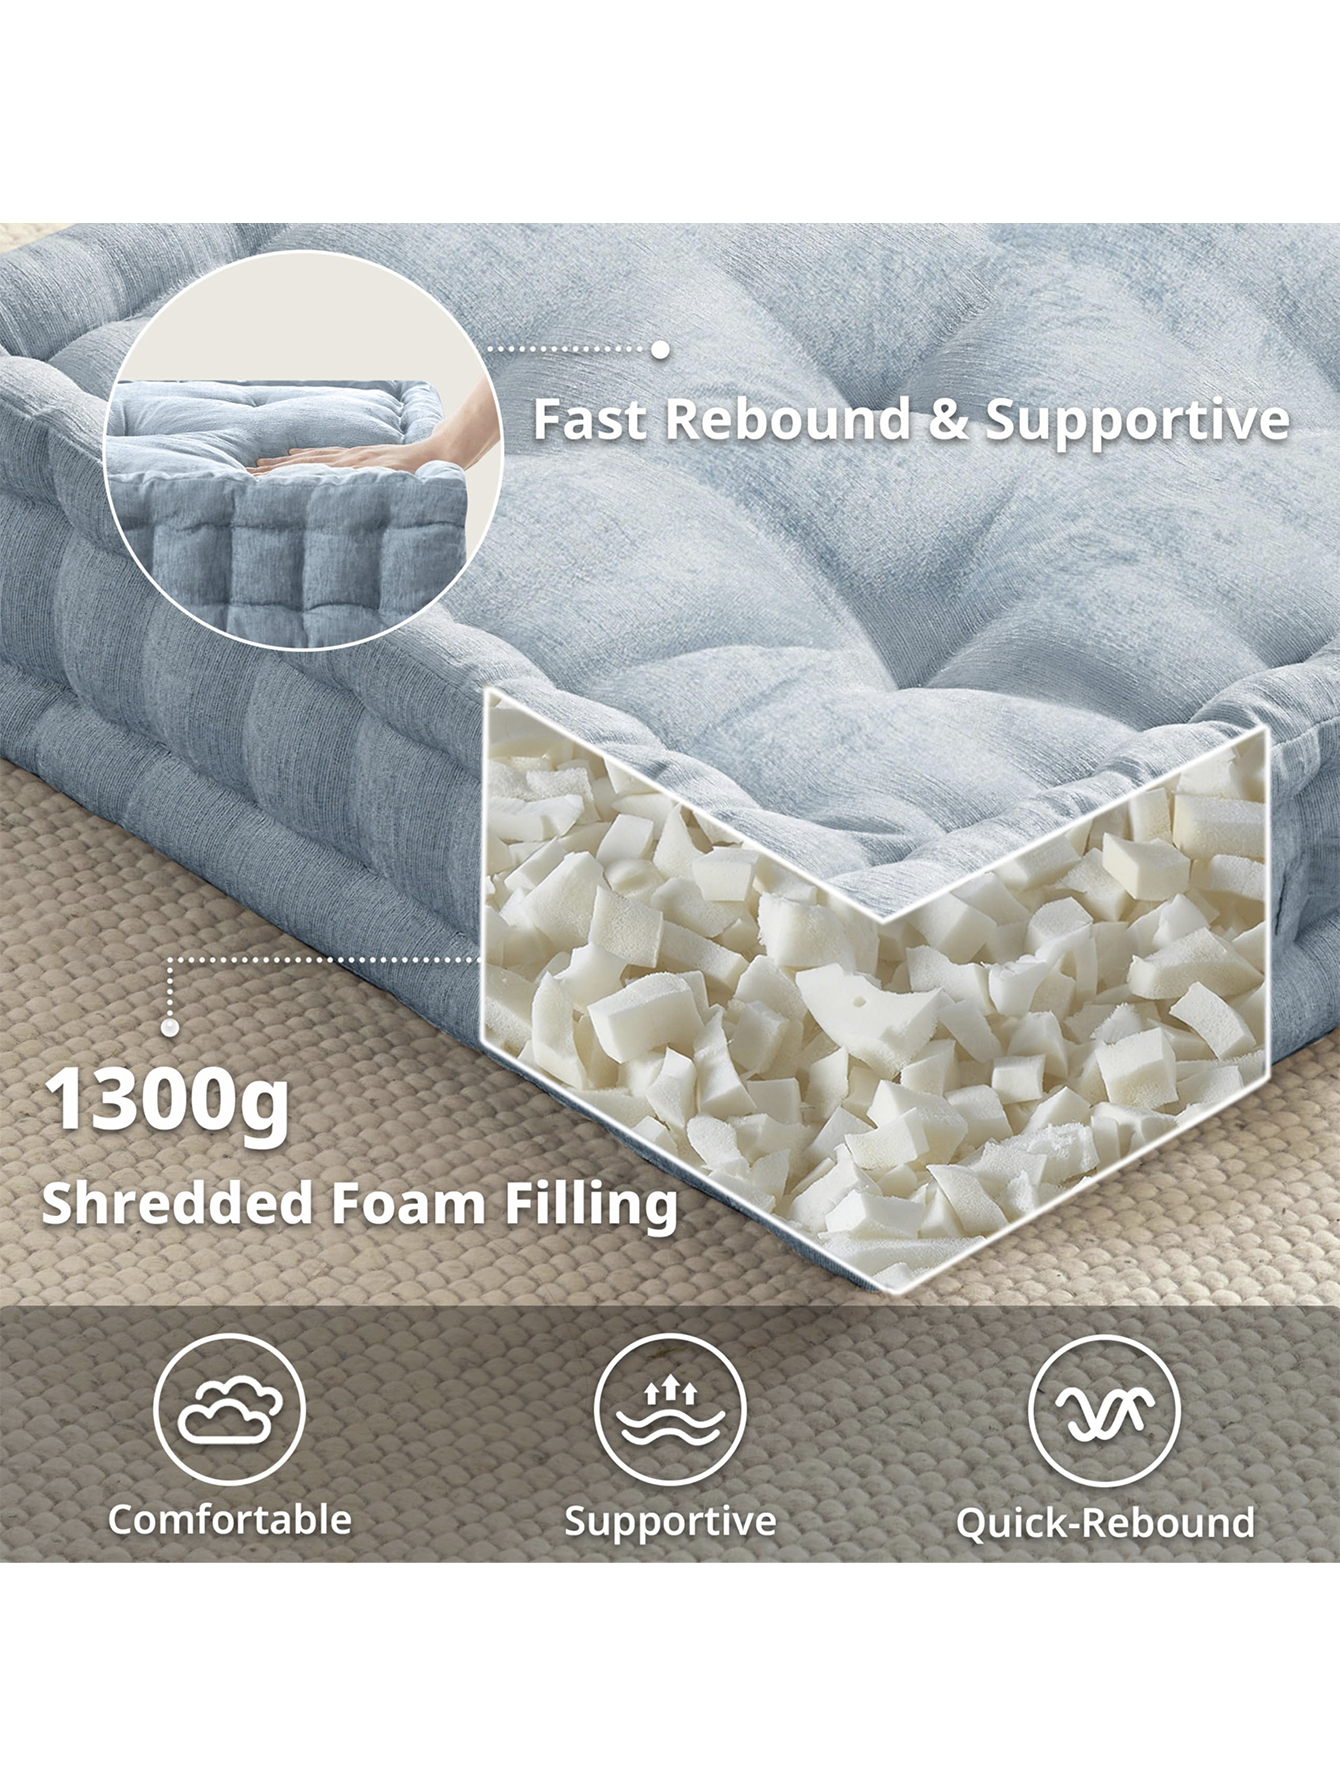 Fast Rebound & Supportive
1300g
Shredded Foam Filling
Comfortable
Supportive
Quick-Rebound